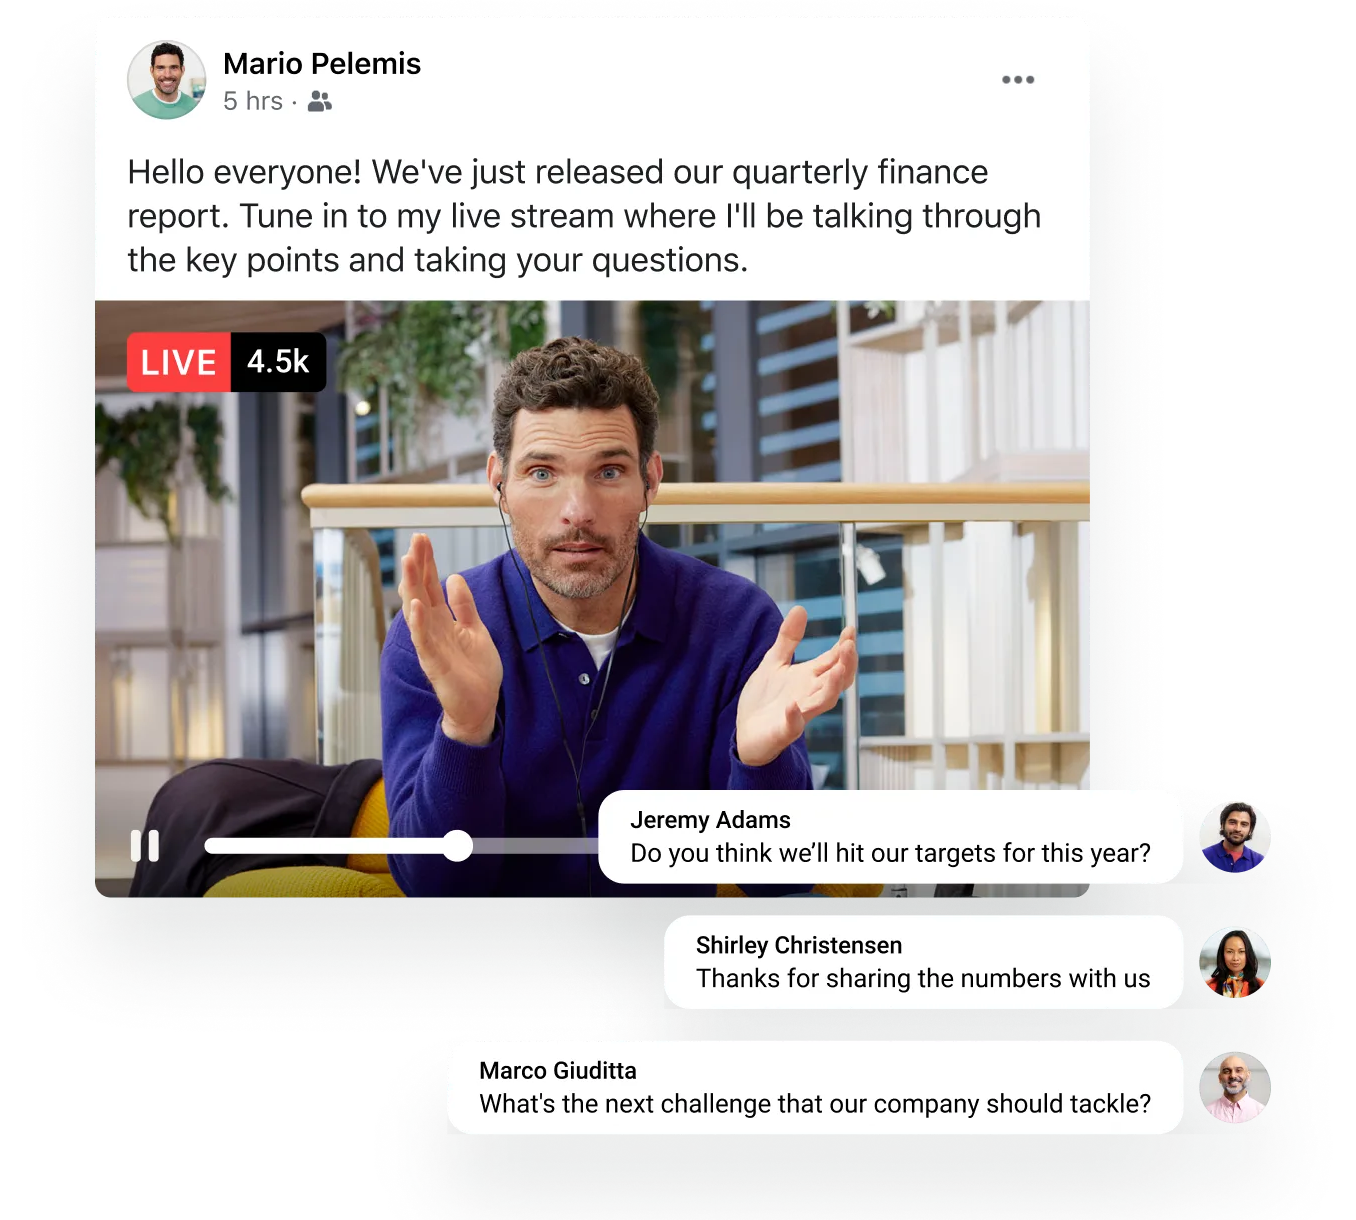 Mario Pelemis
5 hrs ·
Hello everyone! We've just released our quarterly finance
report. Tune in to my live stream where I'll be talking through
the key points and taking your questions.
LIVE 4.5k
Jeremy Adams
Do you think we’ll hit our targets for this year?
Shirley Christensen
Thanks for sharing the numbers with us
Marco Giuditta
What's the next challenge that our company should tackle?